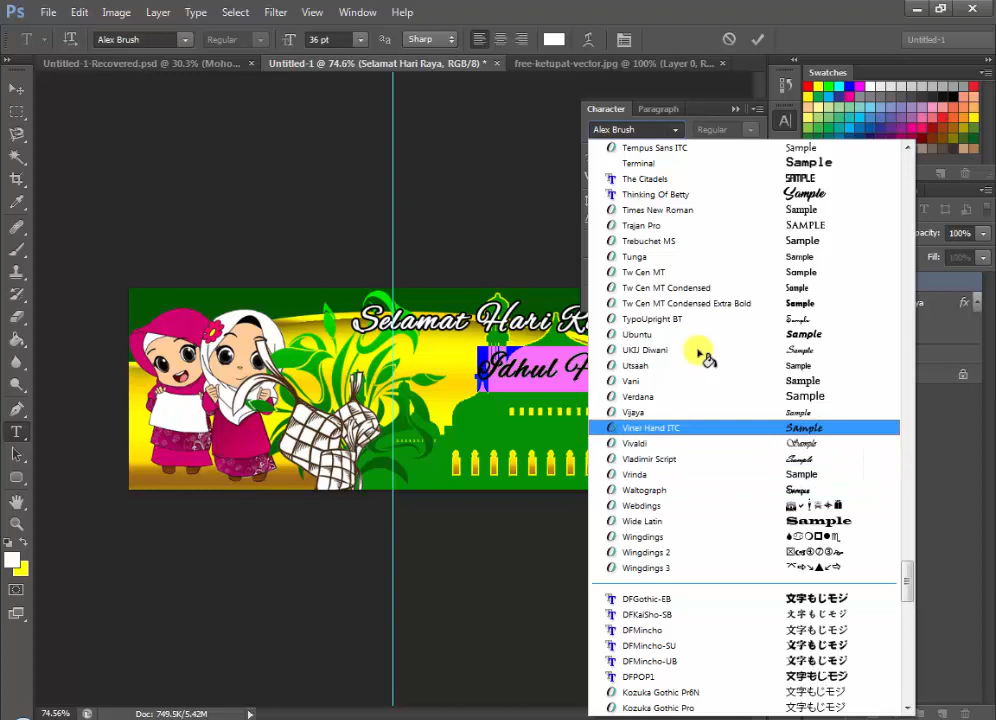 Ps File Edit Image Layer Type Select Filter View Window Help
T Alex Brush Regular 36 pt Sharp Untitled-1
Untitled-1-Recovered.psd @ 30.3% (Moho... × Untitled-1 @ 74.6% (Selamat Hari Raya, RGB/8) * × free-ketupat-vector.jpg @ 100% (Layer 0, R... ×
Swatches
Character Paragraph
Alex Brush Regular
Tempus Sans ITC Sample
Terminal Sample
The Citadels SAMPLE
Thinking Of Betty Sample
Times New Roman Sample
Trajan Pro SAMPLE
Trebuchet MS Sample
Tunga Sample
Tw Cen MT Sample
Tw Cen MT Condensed Sample
Tw Cen MT Condensed Extra Bold Sample
TypoUpright BT Sample
Ubuntu Sample
UKIJ Diwani Sample
Utsaah Sample
Vani Sample
Verdana Sample
Vijaya Sample
Viner Hand ITC Sample
Vivaldi Sample
Vladimir Script Sample
Vrinda Sample
Waltograph Sample
Webdings
Wide Latin Sample
Wingdings
Wingdings 2
Wingdings 3
DFGothic-EB 文字もじモジ
DFKaiSho-SB 文字もじモジ
DFMincho 文字もじモジ
DFMincho-SU 文字もじモジ
DFMincho-UB 文字もじモジ
DFPOP1 文字もじモジ
Kozuka Gothic Pr6N 文字もじモジ
Kozuka Gothic Pro 文字もじモジ
pacity: 100%
Fill: 100%
ya fx
Selamat Hari
Idhul
74.56% Doc: 749.5K/5.42M